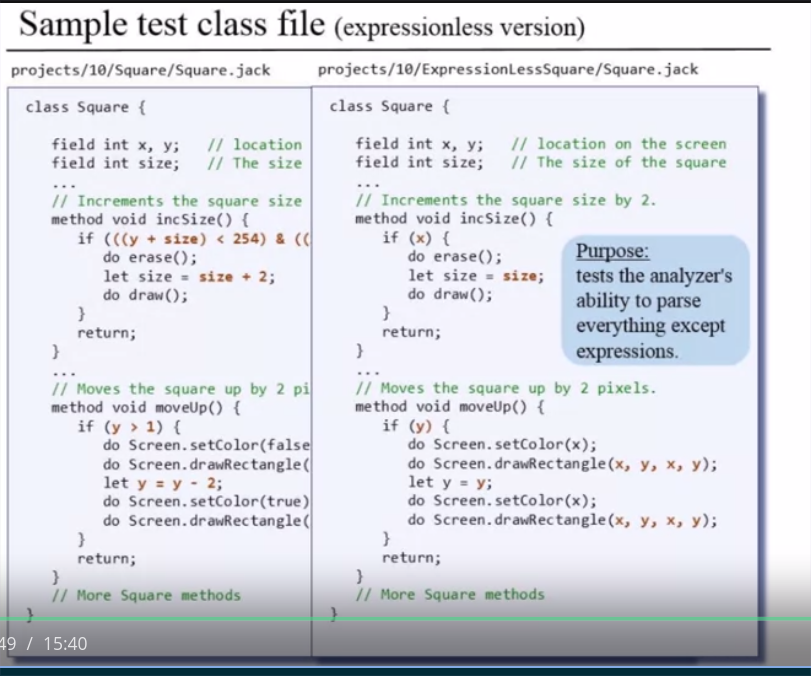 Sample test class file (expressionless version)
projects/10/Square/Square.jack
class Square {
field int x, y;   // location
field int size;   // The size
...
// Increments the square size
method void incSize() {
if (((y + size) < 254) & ((
do erase();
let size = size + 2;
do draw();
}
return;
}
...
// Moves the square up by 2 pi
method void moveUp() {
if (y > 1) {
do Screen.setColor(false
do Screen.drawRectangle(
let y = y - 2;
do Screen.setColor(true)
do Screen.drawRectangle(
}
return;
}
// More Square methods
}
projects/10/ExpressionLessSquare/Square.jack
class Square {
field int x, y;   // location on the screen
field int size;   // The size of the square
...
// Increments the square size by 2.
method void incSize() {
if (x) {
do erase();
let size = size;
do draw();
}
return;
}
...
// Moves the square up by 2 pixels.
method void moveUp() {
if (y) {
do Screen.setColor(x);
do Screen.drawRectangle(x, y, x, y);
let y = y;
do Screen.setColor(x);
do Screen.drawRectangle(x, y, x, y);
}
return;
}
// More Square methods
}
Purpose:
tests the analyzer's
ability to parse
everything except
expressions.
49 / 15:40